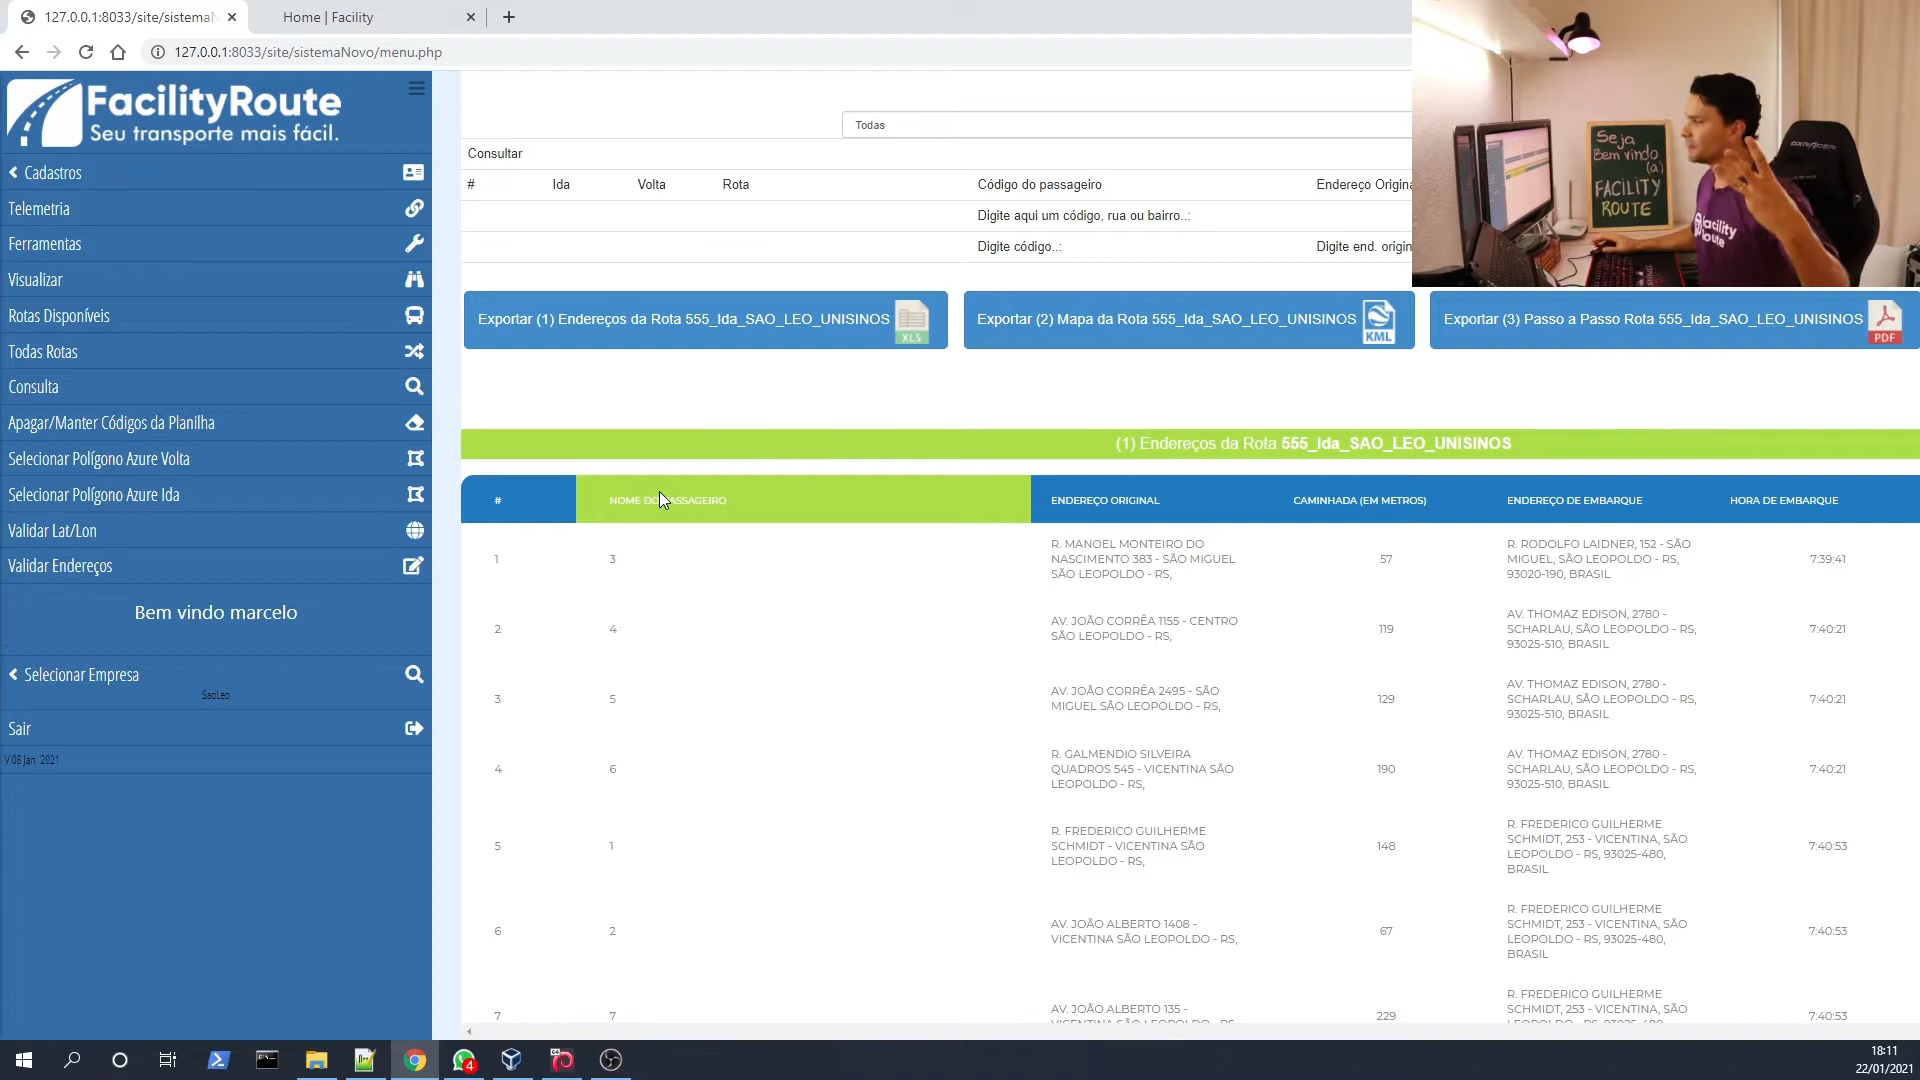 127.0.0.1:8033/site/sistemaN
Home | Facility
127.0.0.1:8033/site/sistemaNovo/menu.php
FacilityRoute
Seu transporte mais fácil.
Cadastros
Telemetria
Ferramentas
Visualizar
Rotas Disponíveis
Todas Rotas
Consulta
Apagar/Manter Códigos da Planilha
Selecionar Polígono Azure Volta
Selecionar Polígono Azure Ida
Validar Lat/Lon
Validar Endereços
Bem vindo marcelo
Selecionar Empresa
SaoLeo
Sair
V 08 Jan. 2021
Todas
Consultar
# Ida Volta Rota Código do passageiro Endereço Origina
Digite aqui um código, rua ou bairro..:
Digite código..: Digite end. origin
Seja
Bem vindo
(a)
FACILITY
ROUTE
facility
route
DXRACER
Exportar (1) Endereços da Rota 555_Ida_SAO_LEO_UNISINOS
XLS
Exportar (2) Mapa da Rota 555_Ida_SAO_LEO_UNISINOS
KML
Exportar (3) Passo a Passo Rota 555_Ida_SAO_LEO_UNISINOS
PDF
(1) Endereços da Rota 555_Ida_SAO_LEO_UNISINOS
# NOME DO PASSAGEIRO ENDEREÇO ORIGINAL CAMINHADA (EM METROS) ENDEREÇO DE EMBARQUE HORA DE EMBARQUE
R. MANOEL MONTEIRO DO R. RODOLFO LAIDNER, 152 - SÃO
1 3 NASCIMENTO 383 - SÃO MIGUEL 57 MIGUEL, SÃO LEOPOLDO - RS, 7:39:41
SÃO LEOPOLDO - RS, 93020-190, BRASIL
AV. JOÃO CORRÊA 1155 - CENTRO AV. THOMAZ EDISON, 2780 -
2 4 SÃO LEOPOLDO - RS, 119 SCHARLAU, SÃO LEOPOLDO - RS, 7:40:21
93025-510, BRASIL
AV. JOÃO CORRÊA 2495 - SÃO AV. THOMAZ EDISON, 2780 -
3 5 MIGUEL SÃO LEOPOLDO - RS, 129 SCHARLAU, SÃO LEOPOLDO - RS, 7:40:21
93025-510, BRASIL
R. GALMENDIO SILVEIRA AV. THOMAZ EDISON, 2780 -
4 6 QUADROS 545 - VICENTINA SÃO 190 SCHARLAU, SÃO LEOPOLDO - RS, 7:40:21
LEOPOLDO - RS, 93025-510, BRASIL
R. FREDERICO GUILHERME R. FREDERICO GUILHERME
5 1 SCHMIDT - VICENTINA SÃO 148 SCHMIDT, 253 - VICENTINA, SÃO 7:40:53
LEOPOLDO - RS, LEOPOLDO - RS, 93025-480,
BRASIL
R. FREDERICO GUILHERME
6 2 AV. JOÃO ALBERTO 1408 - 67 SCHMIDT, 253 - VICENTINA, SÃO 7:40:53
VICENTINA SÃO LEOPOLDO - RS, LEOPOLDO - RS, 93025-480,
BRASIL
R. FREDERICO GUILHERME
7 7 AV. JOÃO ALBERTO 135 - 229 SCHMIDT, 253 - VICENTINA, SÃO 7:40:53
VICENTINA SÃO LEOPOLDO - RS, LEOPOLDO - RS, 93025-480,
4
64
18:11
22/01/2021